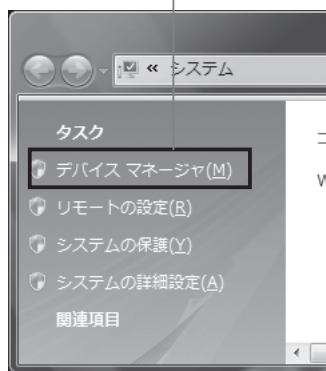 « システム
タスク
デバイス マネージャ(M)
リモートの設定(R)
システムの保護(Y)
システムの詳細設定(A)
関連項目